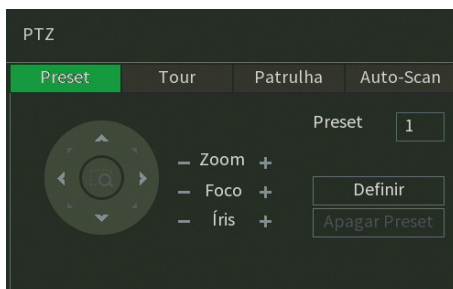 PTZ
Preset Tour Patrulha Auto-Scan
Preset 1
− Zoom +
− Foco +
Definir
− Íris +
Apagar Preset